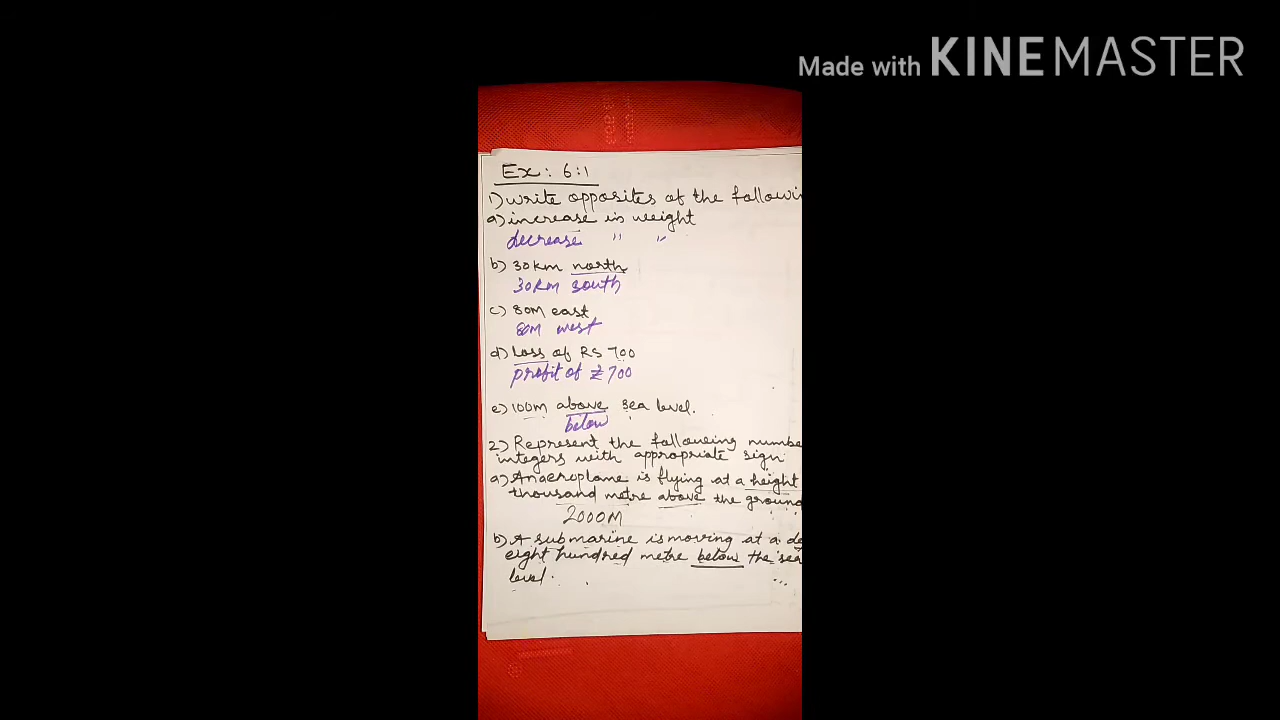 Made with KINEMASTER
Ex: 6:1
1) write opposites of the followin
a) increase in weight
decrease " "
b) 30km north
30km south
c) 80M east
80M west
d) Loss of RS 700
profit of ₹ 700
e) 100m above sea level.
below
2) Represent the following numbe
integers with appropriate sign
a) An aeroplane is flying at a height
thousand metre above the ground
2000M
b) A submarine is moving at a de
eight hundred metre below the sea
level.